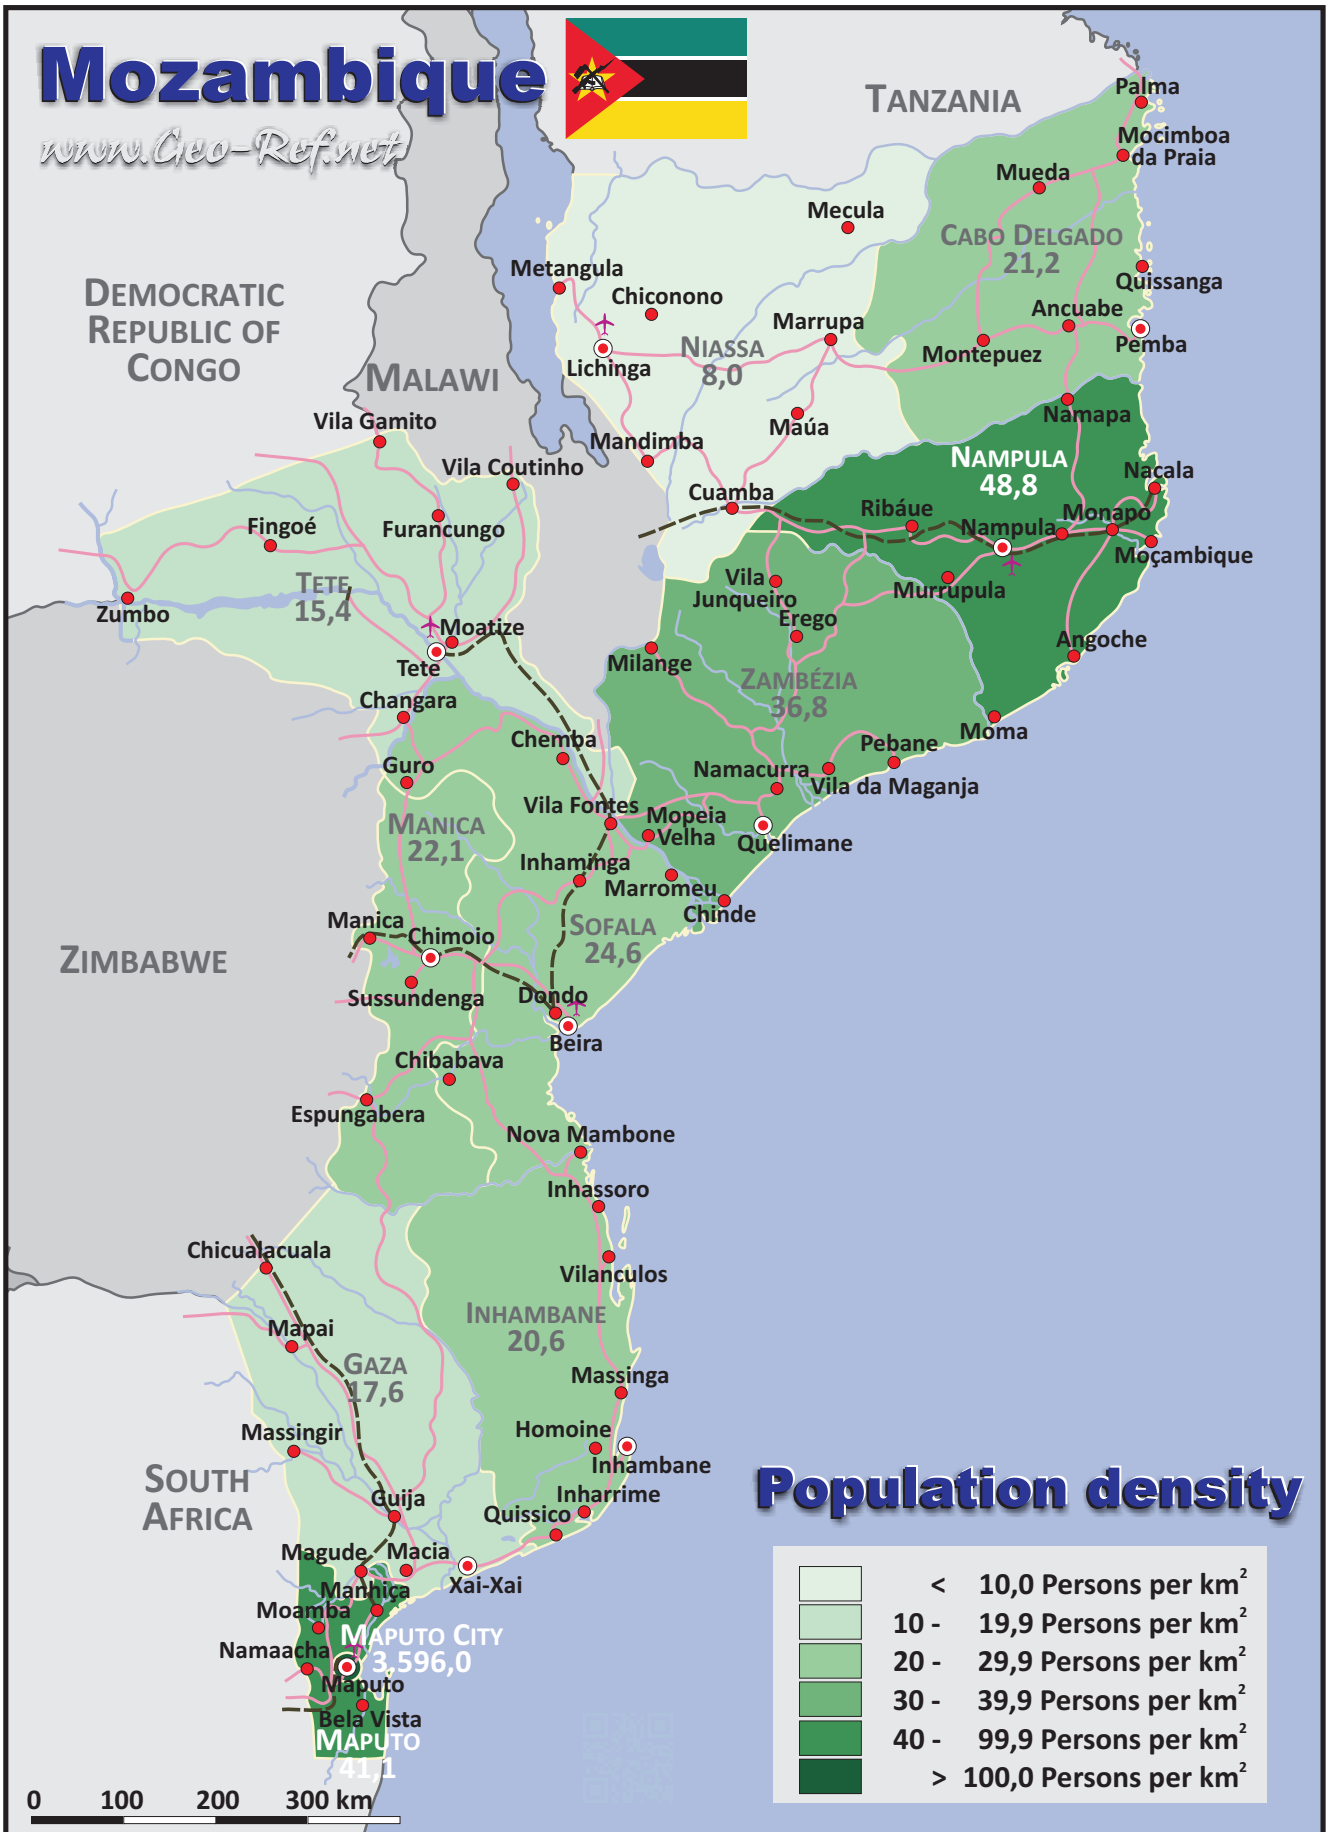 Mozambique
www.Geo-Ref.net
TANZANIA
Palma
Mocimboa
da Praia
Mueda
Mecula
CABO DELGADO
21,2
Metangula
Quissanga
DEMOCRATIC
REPUBLIC OF
CONGO
Chiconono
Ancuabe
Marrupa
NIASSA
8,0
Montepuez
Pemba
Lichinga
MALAWI
Namapa
Vila Gamito
Maúa
Mandimba
NAMPULA
48,8
Vila Coutinho
Nacala
Cuamba
Ribáue
Monapo
Fingoé
Furancungo
Nampula
Moçambique
TETE
15,4
Vila
Junqueiro
Murrupula
Zumbo
Erego
Moatize
Angoche
Tete
Milange
ZAMBÉZIA
36,8
Changara
Moma
Chemba
Pebane
Guro
Namacurra
Vila da Maganja
Vila Fontes
Mopeia
Velha
MANICA
22,1
Quelimane
Inhaminga
Marromeu
Chinde
Manica
Chimoio
SOFALA
24,6
ZIMBABWE
Sussundenga
Dondo
Beira
Chibabava
Espungabera
Nova Mambone
Inhassoro
Chicualacuala
Vilanculos
INHAMBANE
20,6
Mapai
GAZA
17,6
Massinga
Massingir
Homoine
Inhambane
SOUTH
AFRICA
Guija
Inharrime
Quissico
Magude
Macia
Xai-Xai
Manhiça
Moamba
MAPUTO CITY
3.596,0
Namaacha
Maputo
Bela Vista
MAPUTO
41,1
Population density
< 10,0 Persons per km²
10 - 19,9 Persons per km²
20 - 29,9 Persons per km²
30 - 39,9 Persons per km²
40 - 99,9 Persons per km²
> 100,0 Persons per km²
0 100 200 300 km